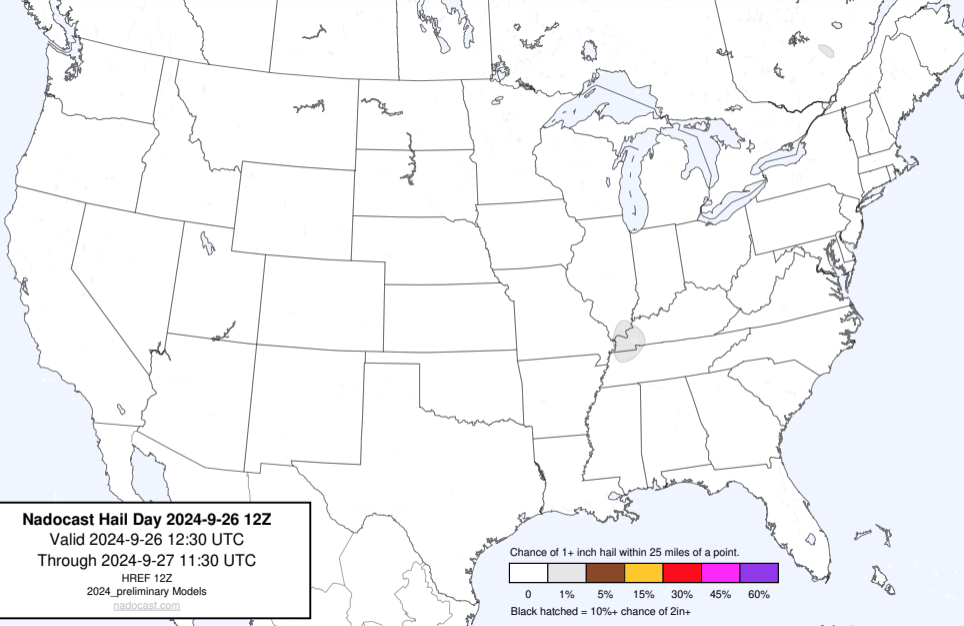 Nadocast Hail Day 2024-9-26 12Z
Valid 2024-9-26 12:30 UTC
Through 2024-9-27 11:30 UTC
HREF 12Z
2024_preliminary Models
nadocast.com
Chance of 1+ inch hail within 25 miles of a point.
0 1% 5% 15% 30% 45% 60%
Black hatched = 10%+ chance of 2in+